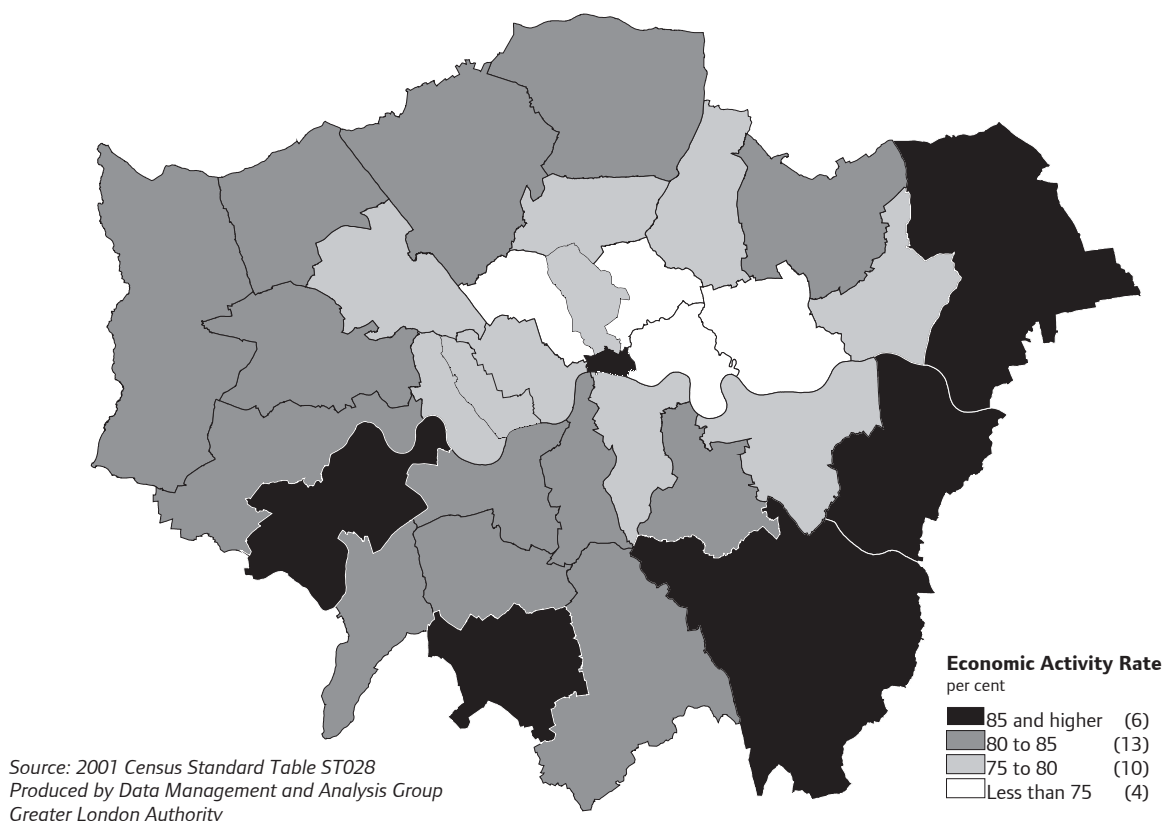 Economic Activity Rate
per cent
85 and higher (6)
80 to 85 (13)
75 to 80 (10)
Less than 75 (4)
Source: 2001 Census Standard Table ST028
Produced by Data Management and Analysis Group
Greater London Authority